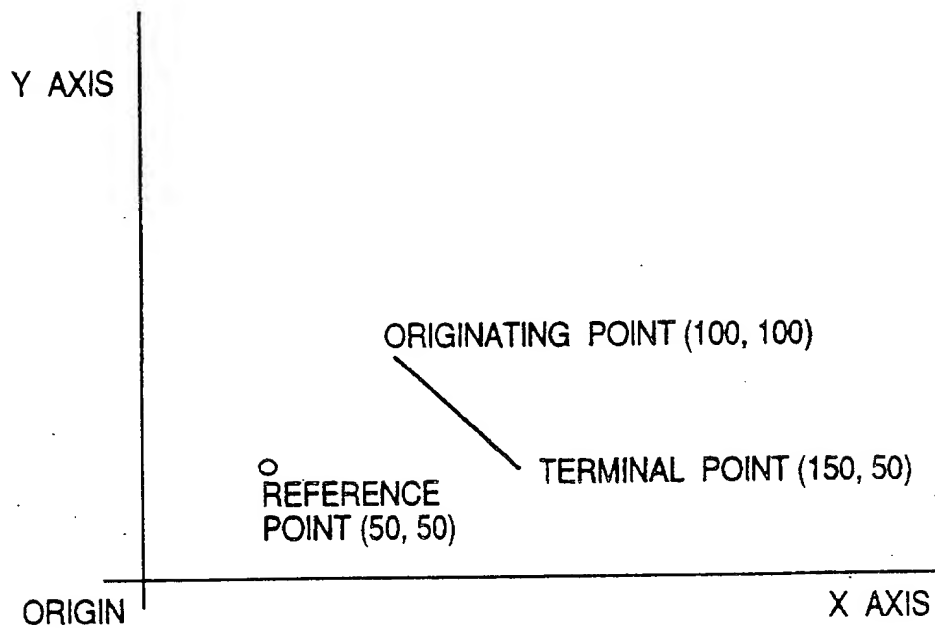 Y AXIS
ORIGINATING POINT (100, 100)
TERMINAL POINT (150, 50)
REFERENCE
POINT (50, 50)
ORIGIN
X AXIS